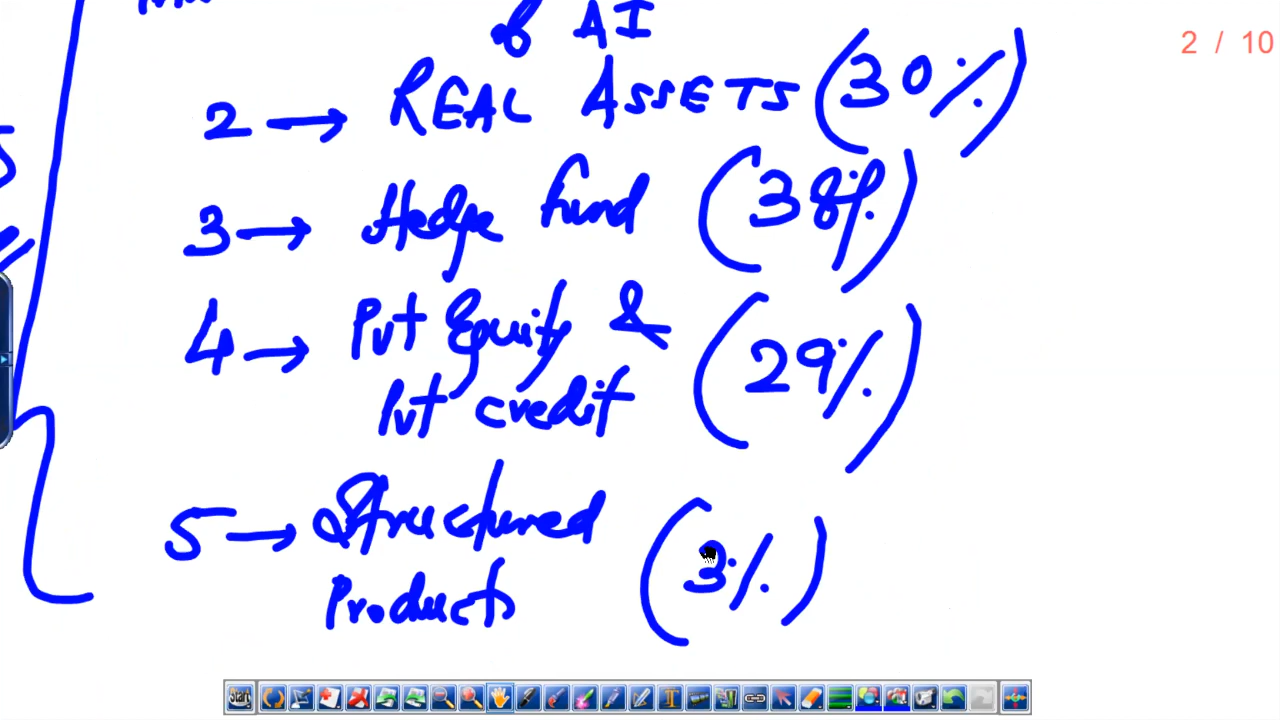 of AI
2 / 10
2 → REAL ASSETS (30%)
3 → Hedge fund (38%)
4 → Pvt Equity &
Pvt credit (29%)
5 → Structured
Products (3%)
Start